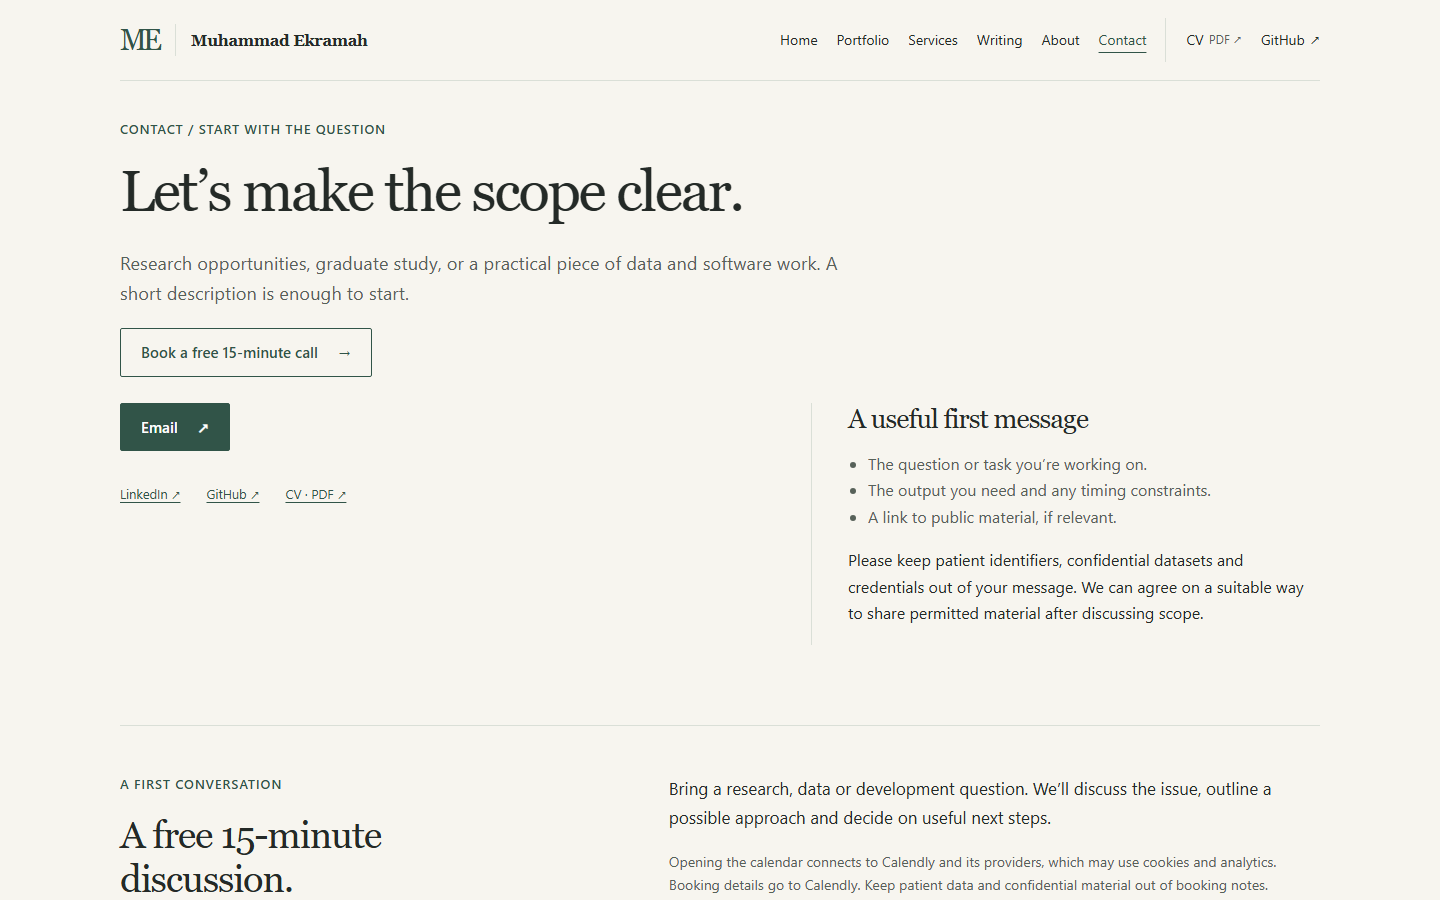 ME
Muhammad Ekramah
Home Portfolio Services Writing About Contact CV PDF ↗ GitHub ↗
CONTACT / START WITH THE QUESTION
Let’s make the scope clear.
Research opportunities, graduate study, or a practical piece of data and software work. A
short description is enough to start.
Book a free 15-minute call →
Email ↗
LinkedIn ↗ GitHub ↗ CV · PDF ↗
A useful first message
• The question or task you’re working on.
• The output you need and any timing constraints.
• A link to public material, if relevant.
Please keep patient identifiers, confidential datasets and
credentials out of your message. We can agree on a suitable way
to share permitted material after discussing scope.
A FIRST CONVERSATION
A free 15-minute
discussion.
Bring a research, data or development question. We’ll discuss the issue, outline a
possible approach and decide on useful next steps.
Opening the calendar connects to Calendly and its providers, which may use cookies and analytics.
Booking details go to Calendly. Keep patient data and confidential material out of booking notes.